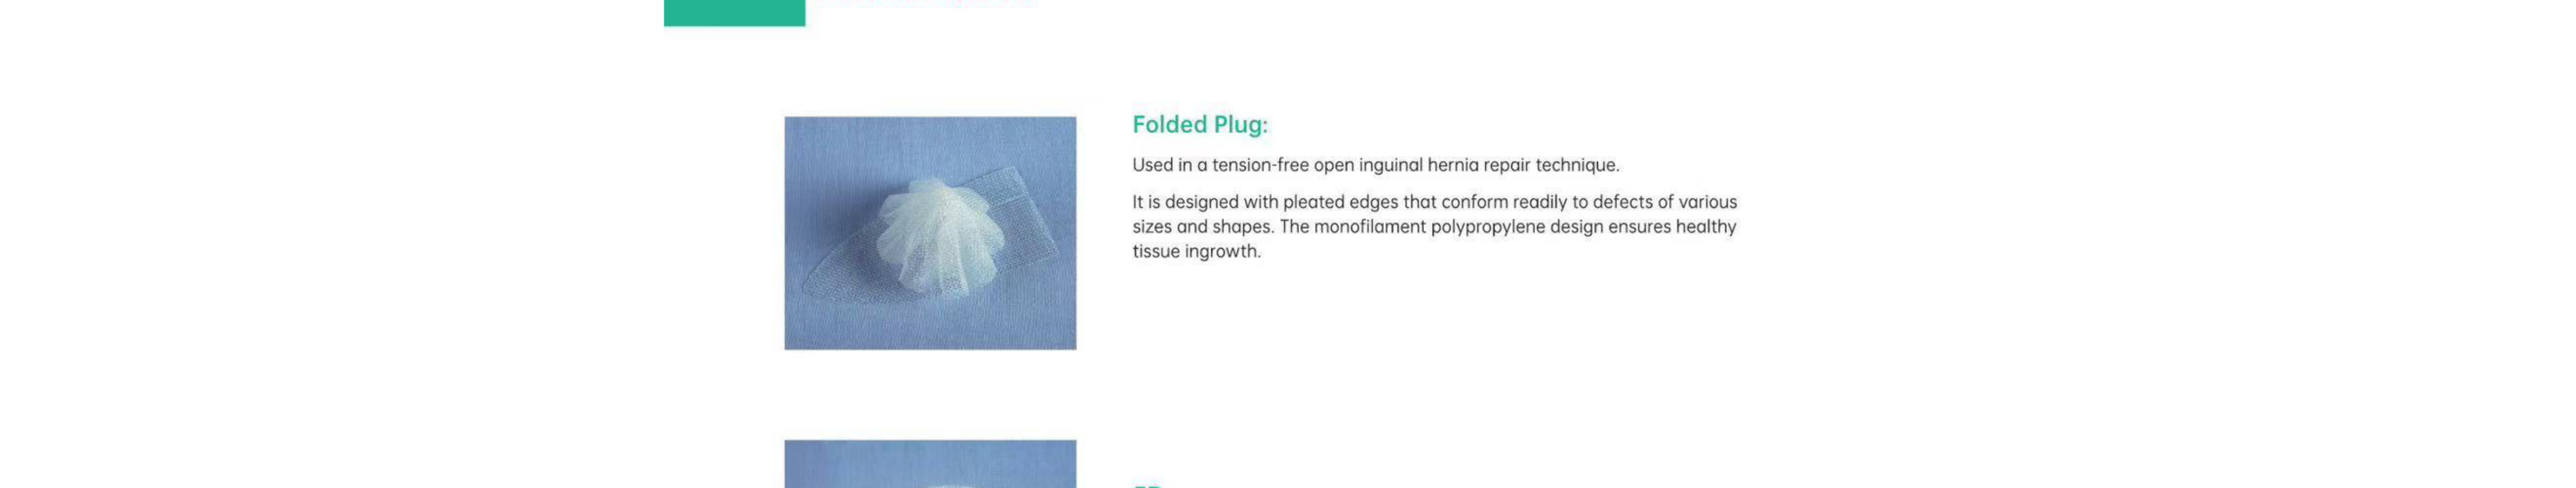 Folded Plug:
Used in a tension-free open inguinal hernia repair technique.
It is designed with pleated edges that conform readily to defects of various
sizes and shapes. The monofilament polypropylene design ensures healthy
tissue ingrowth.